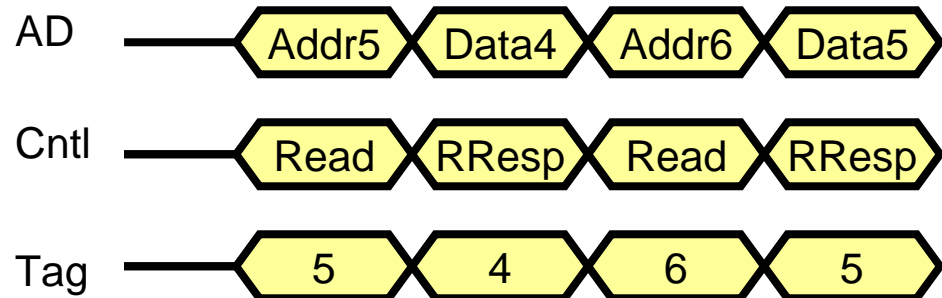 AD Addr5 Data4 Addr6 Data5
Cntl Read RResp Read RResp
Tag 5 4 6 5